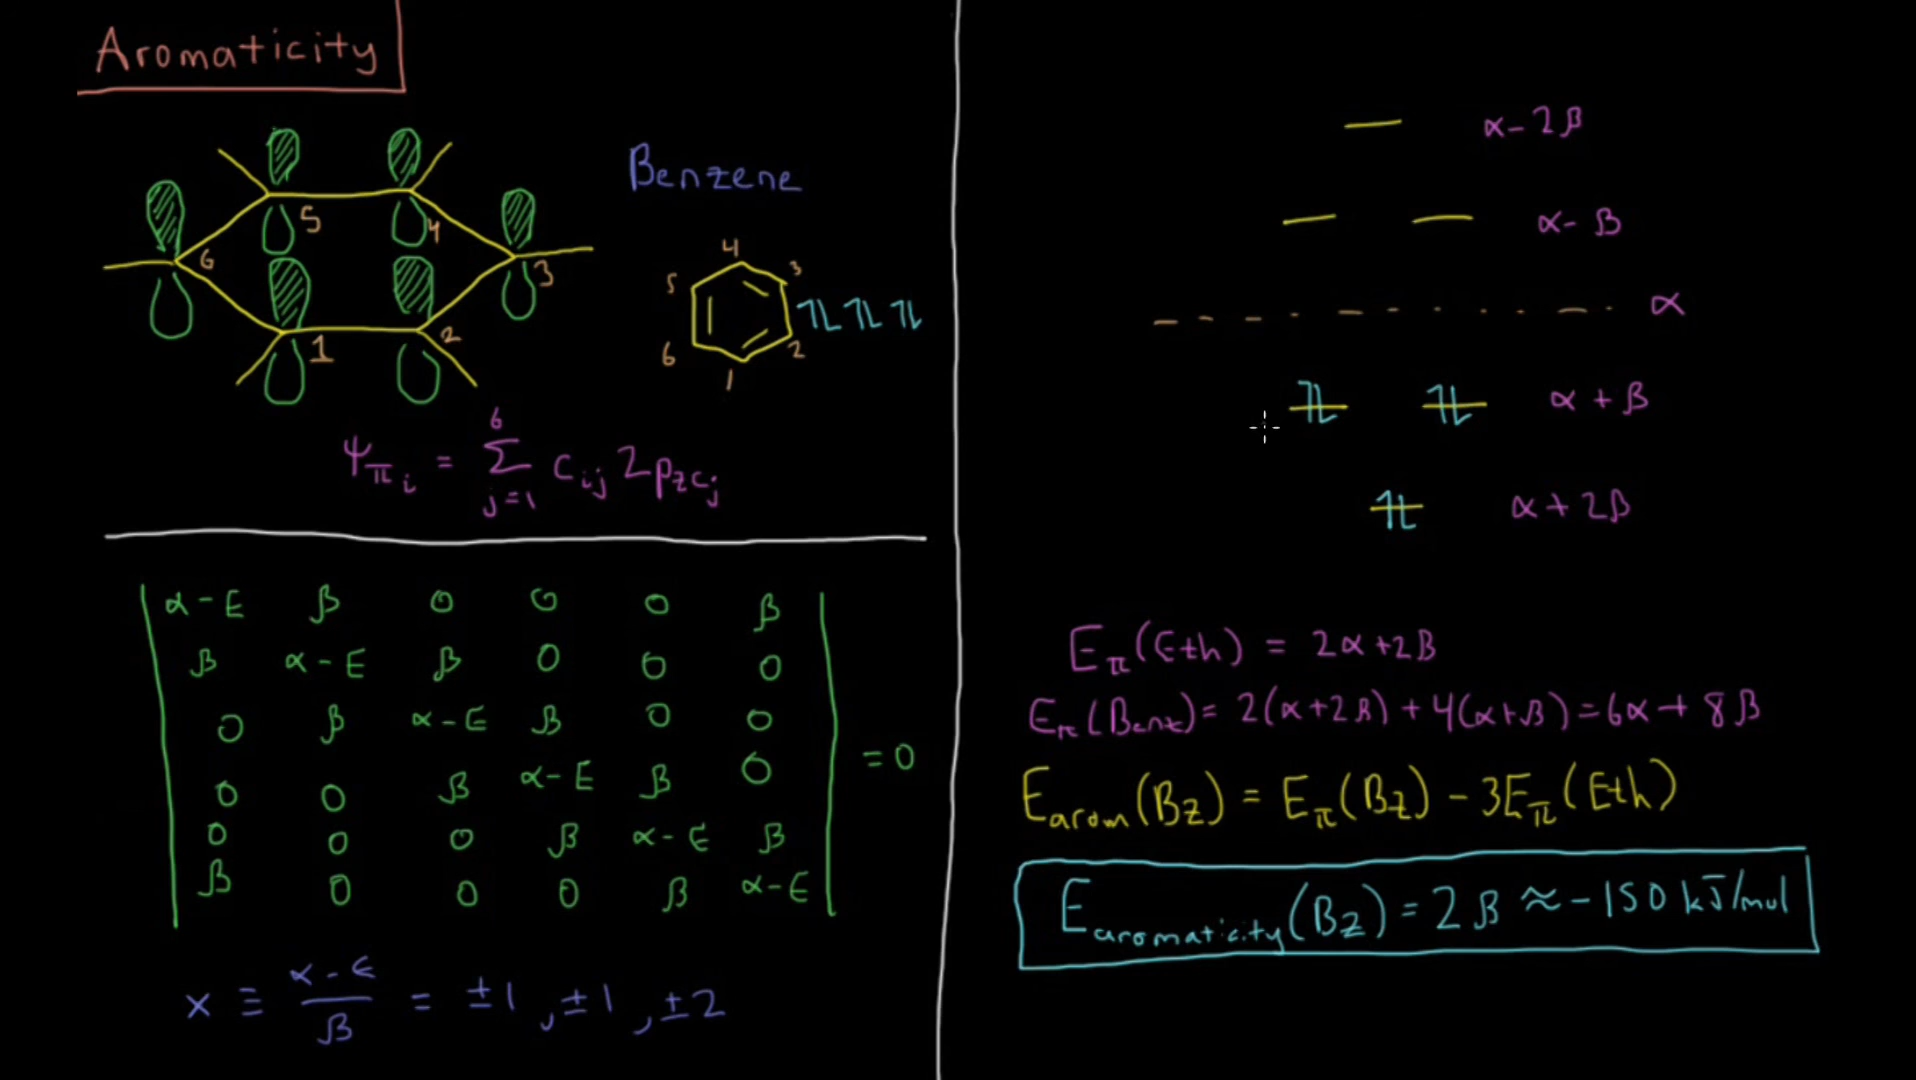 Aromaticity
5 4
6 3
1 2
Benzene
4
5 3
6 2
1
ψπi = Σ(j=1, 6) cij 2pzcj
α-E β 0 0 0 β
β α-E β 0 0 0
0 β α-E β 0 0
0 0 β α-E β 0
0 0 0 β α-E β
β 0 0 0 β α-E
= 0
x ≡ (α-E)/β = ±1, ±1, ±2
α-2β
α-β
α
α+β
α+2β
Eπ(Eth) = 2α+2β
Eπ(Benz) = 2(α+2β)+4(α+β)=6α+8β
Earom(Bz) = Eπ(Bz) - 3Eπ(Eth)
Earomaticity(Bz) = 2β ≈ -150 kJ/mol